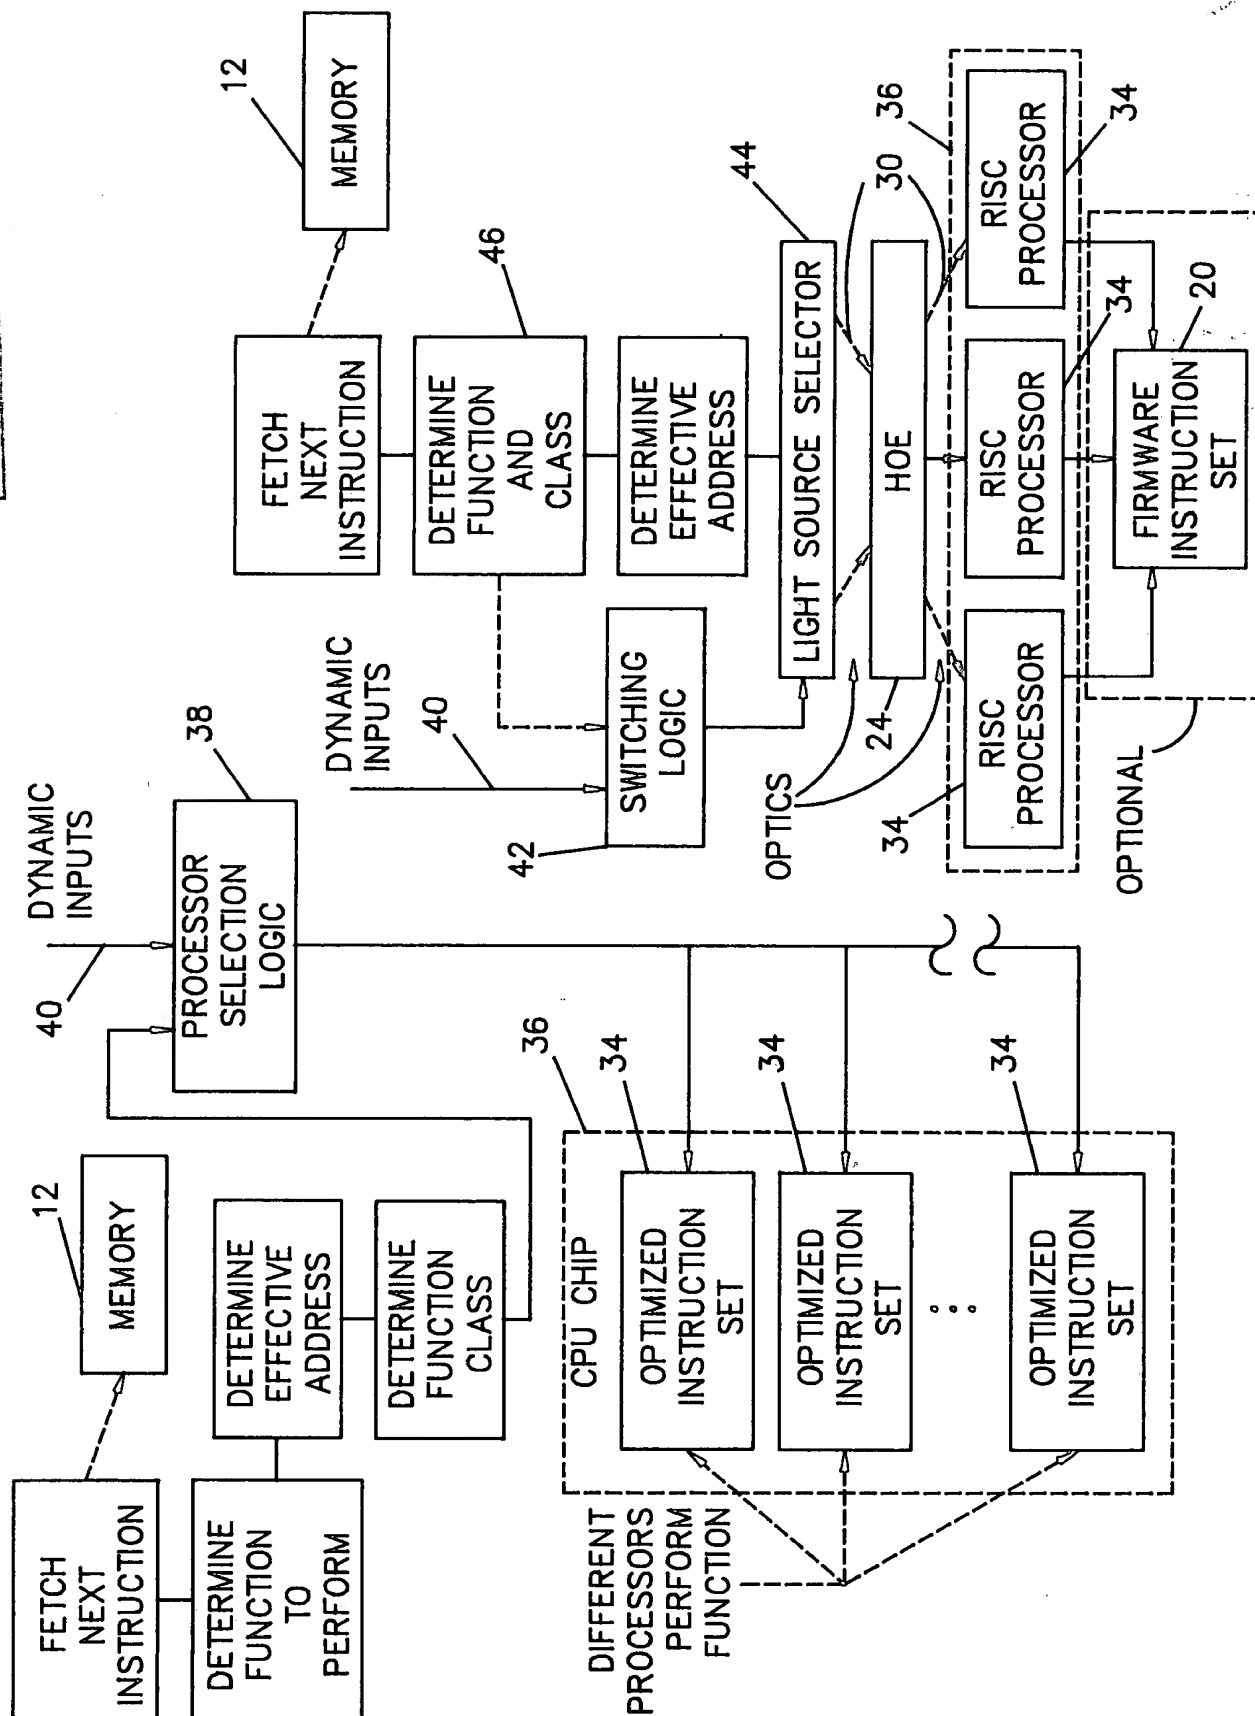 FETCH
NEXT
INSTRUCTION
12
MEMORY
DETERMINE
FUNCTION
TO
PERFORM
DETERMINE
EFFECTIVE
ADDRESS
DETERMINE
FUNCTION
CLASS
DYNAMIC
INPUTS
40
PROCESSOR
SELECTION
LOGIC
38
CPU CHIP
36
OPTIMIZED
INSTRUCTION
SET
34
OPTIMIZED
INSTRUCTION
SET
34
OPTIMIZED
INSTRUCTION
SET
34
DIFFERENT
PROCESSORS
PERFORM
FUNCTION
FETCH
NEXT
INSTRUCTION
12
MEMORY
DETERMINE
FUNCTION
AND
CLASS
46
DETERMINE
EFFECTIVE
ADDRESS
DYNAMIC
INPUTS
40
SWITCHING
LOGIC
42
LIGHT SOURCE SELECTOR
44
OPTICS
HOE
24
30
36
RISC
PROCESSOR
34
RISC
PROCESSOR
34
RISC
PROCESSOR
34
FIRMWARE
INSTRUCTION
SET
20
OPTIONAL